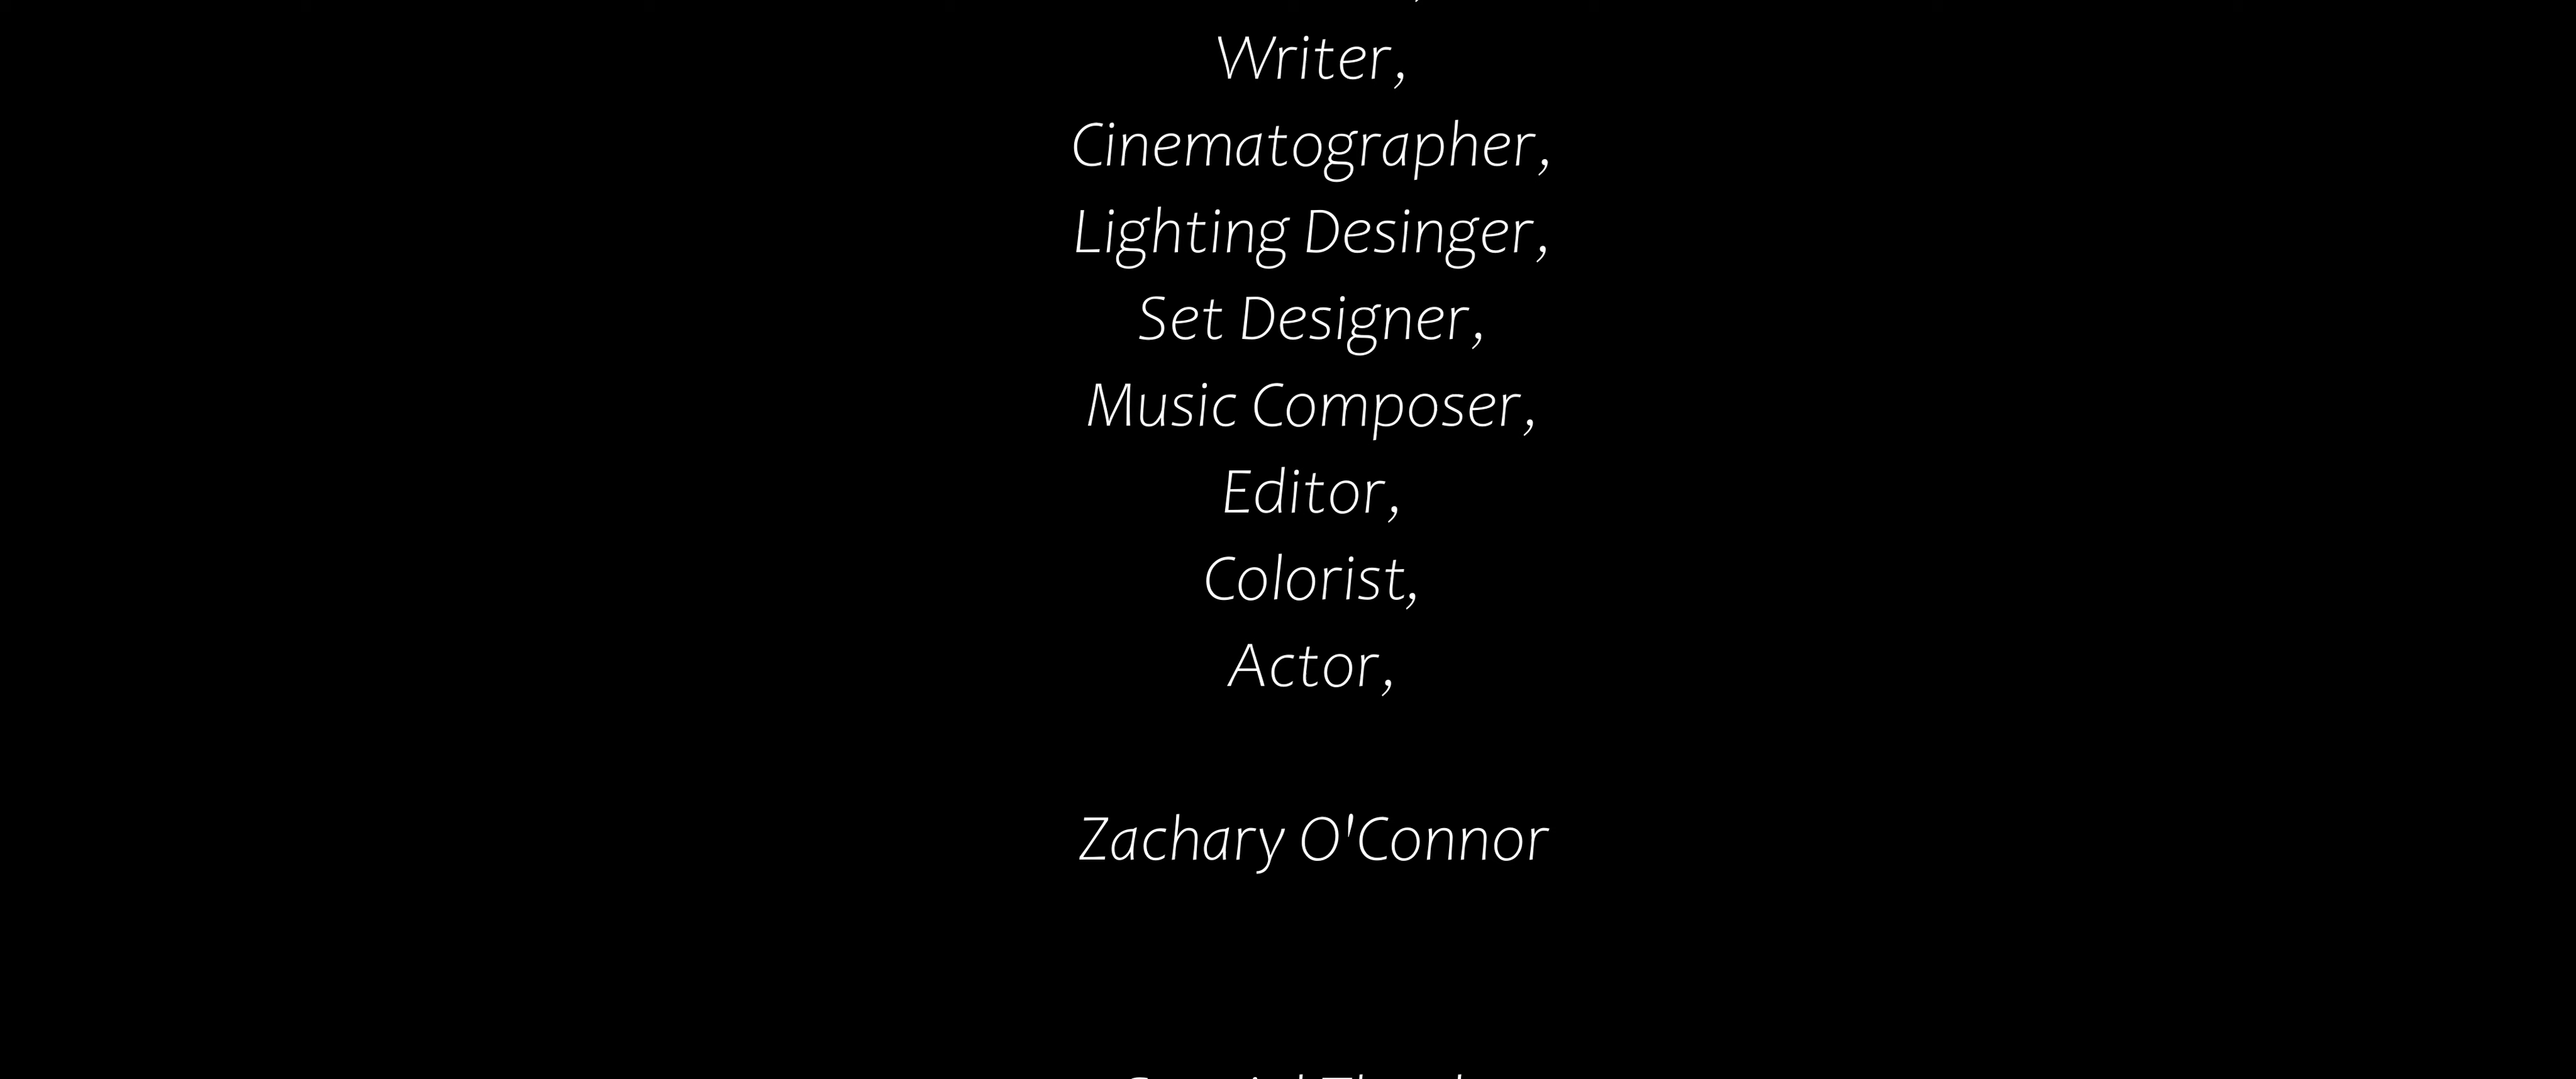 Writer,
Cinematographer,
Lighting Desinger,
Set Designer,
Music Composer,
Editor,
Colorist,
Actor,
Zachary O'Connor